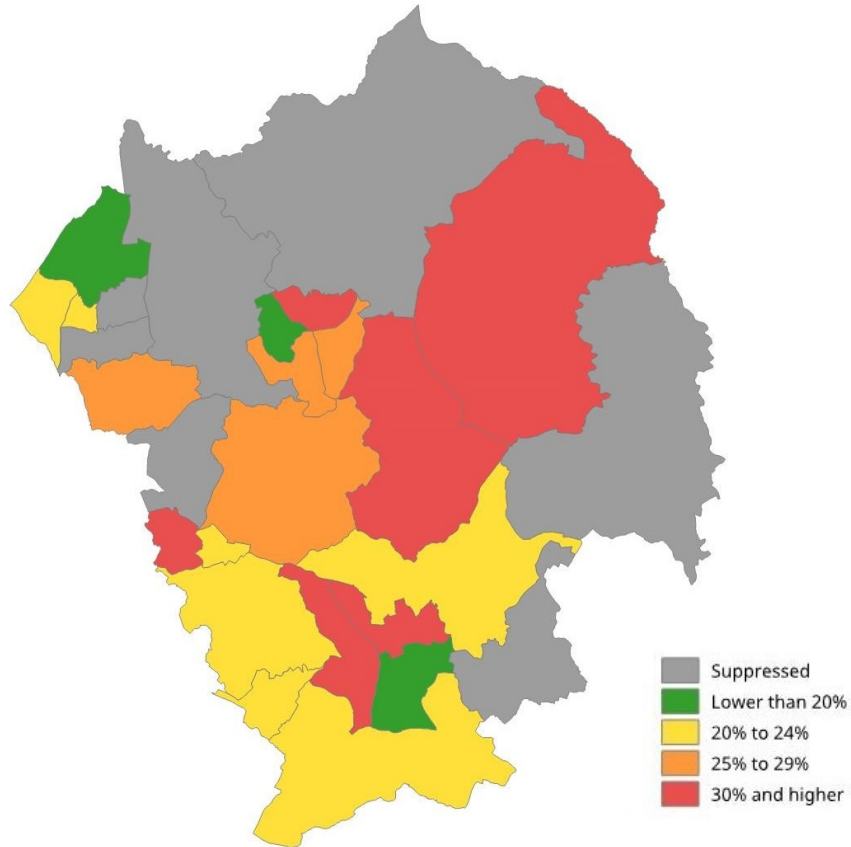 Suppressed
Lower than 20%
20% to 24%
25% to 29%
30% and higher